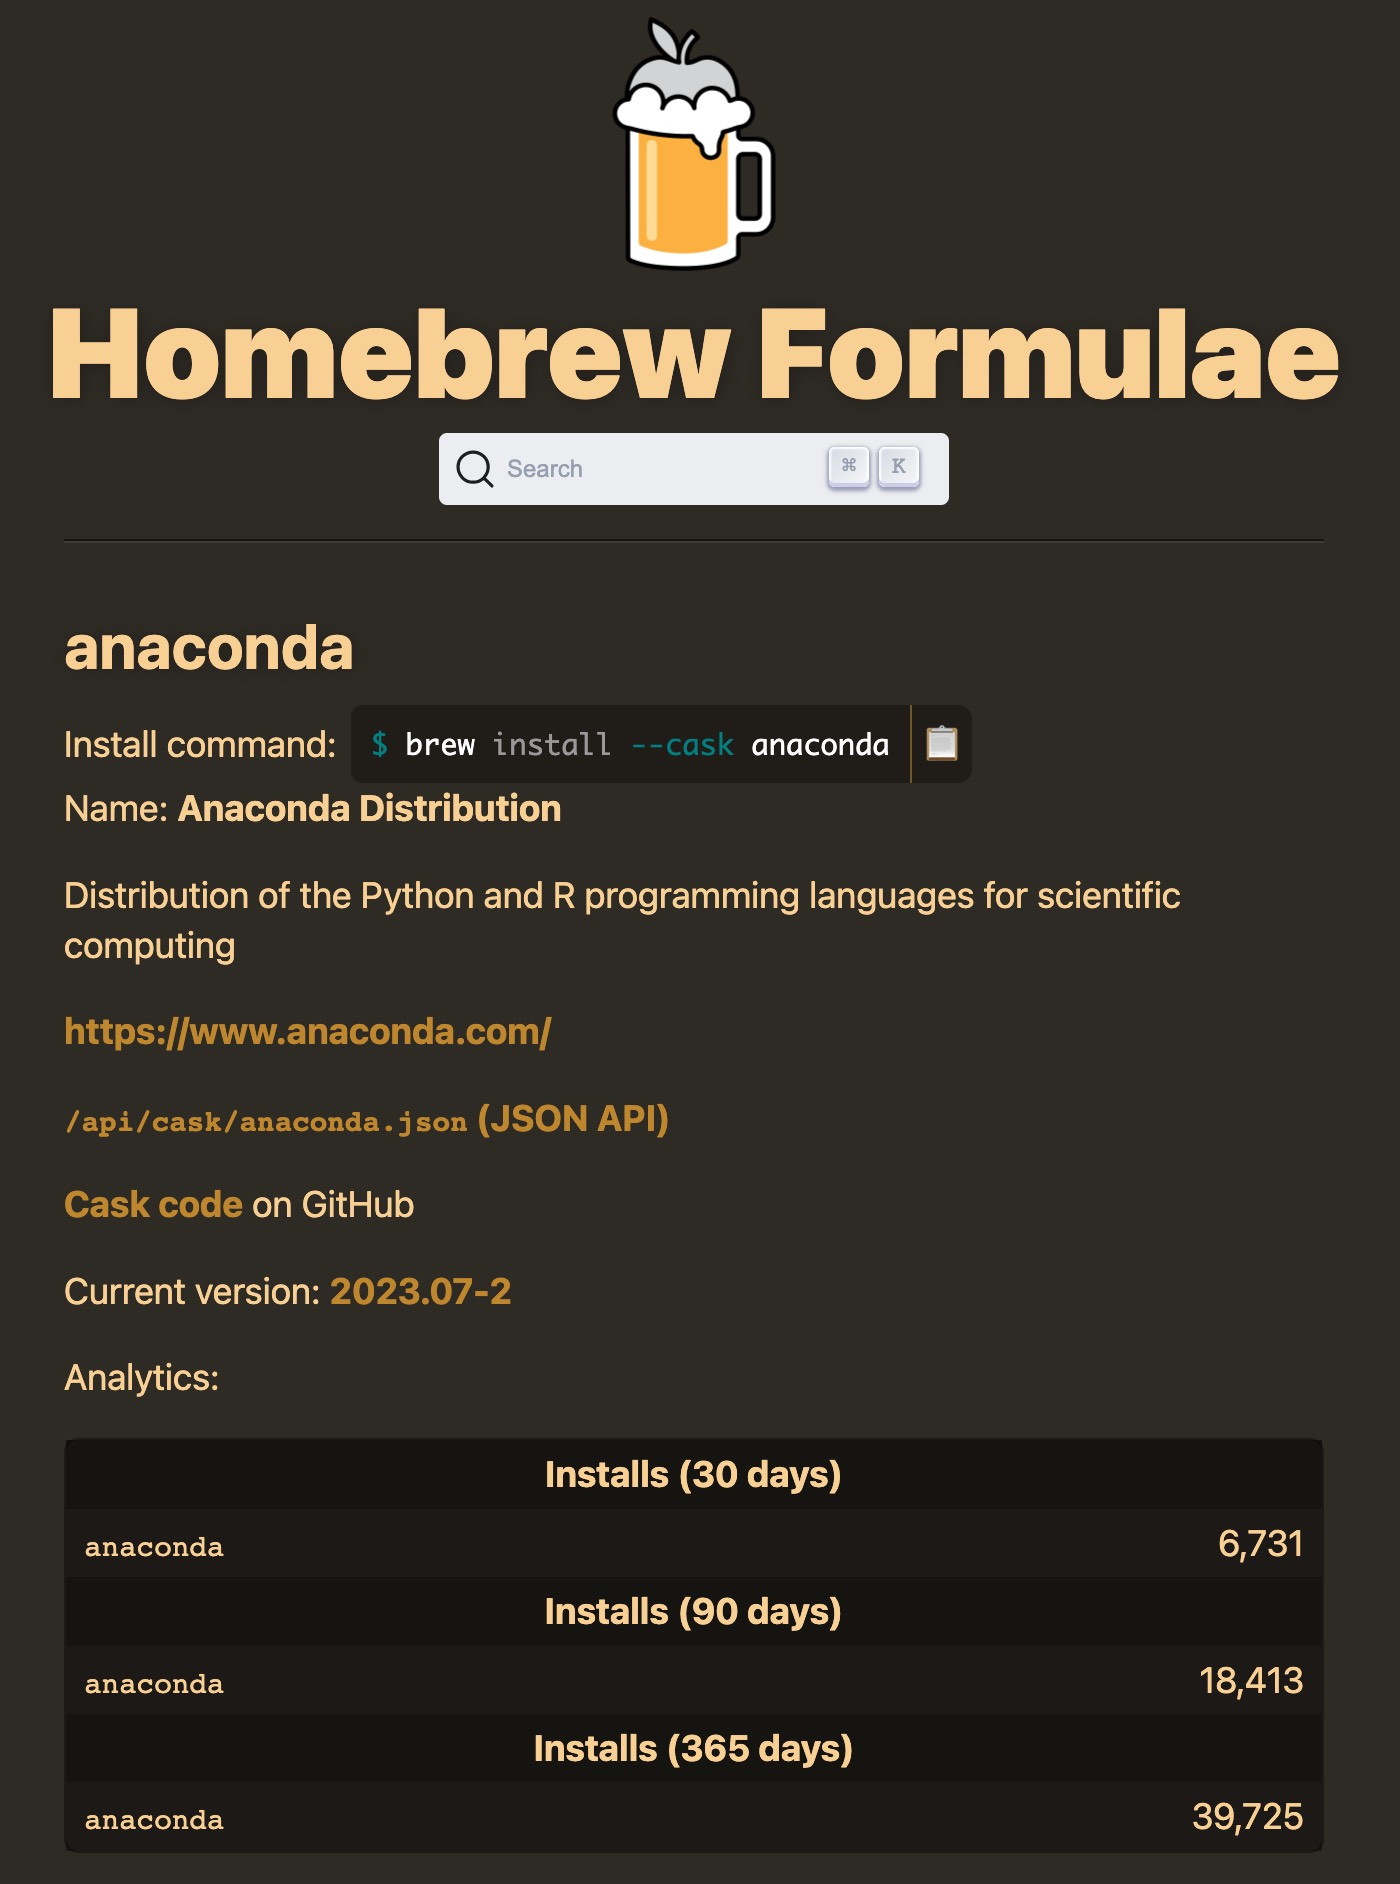 Homebrew Formulae
Search ⌘ K
anaconda
Install command: $ brew install --cask anaconda
Name: Anaconda Distribution
Distribution of the Python and R programming languages for scientific
computing
https://www.anaconda.com/
/api/cask/anaconda.json (JSON API)
Cask code on GitHub
Current version: 2023.07-2
Analytics:
Installs (30 days)
anaconda 6,731
Installs (90 days)
anaconda 18,413
Installs (365 days)
anaconda 39,725